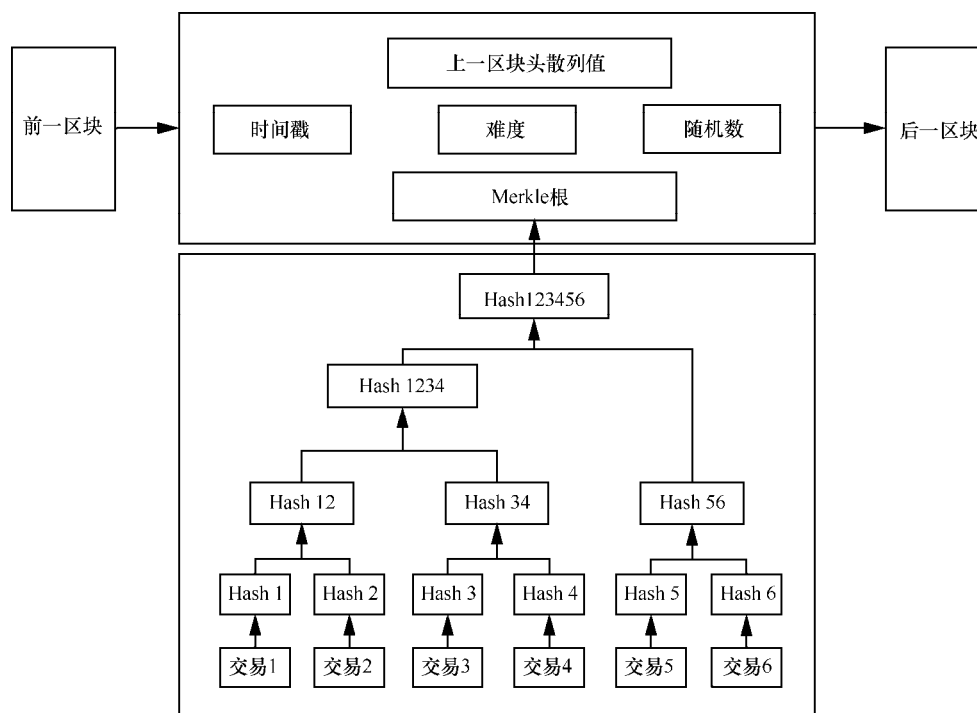 上一区块头散列值
前一区块
时间戳
难度
随机数
后一区块
Merkle根
Hash123456
Hash 1234
Hash 12
Hash 34
Hash 56
Hash 1
Hash 2
Hash 3
Hash 4
Hash 5
Hash 6
交易1
交易2
交易3
交易4
交易5
交易6